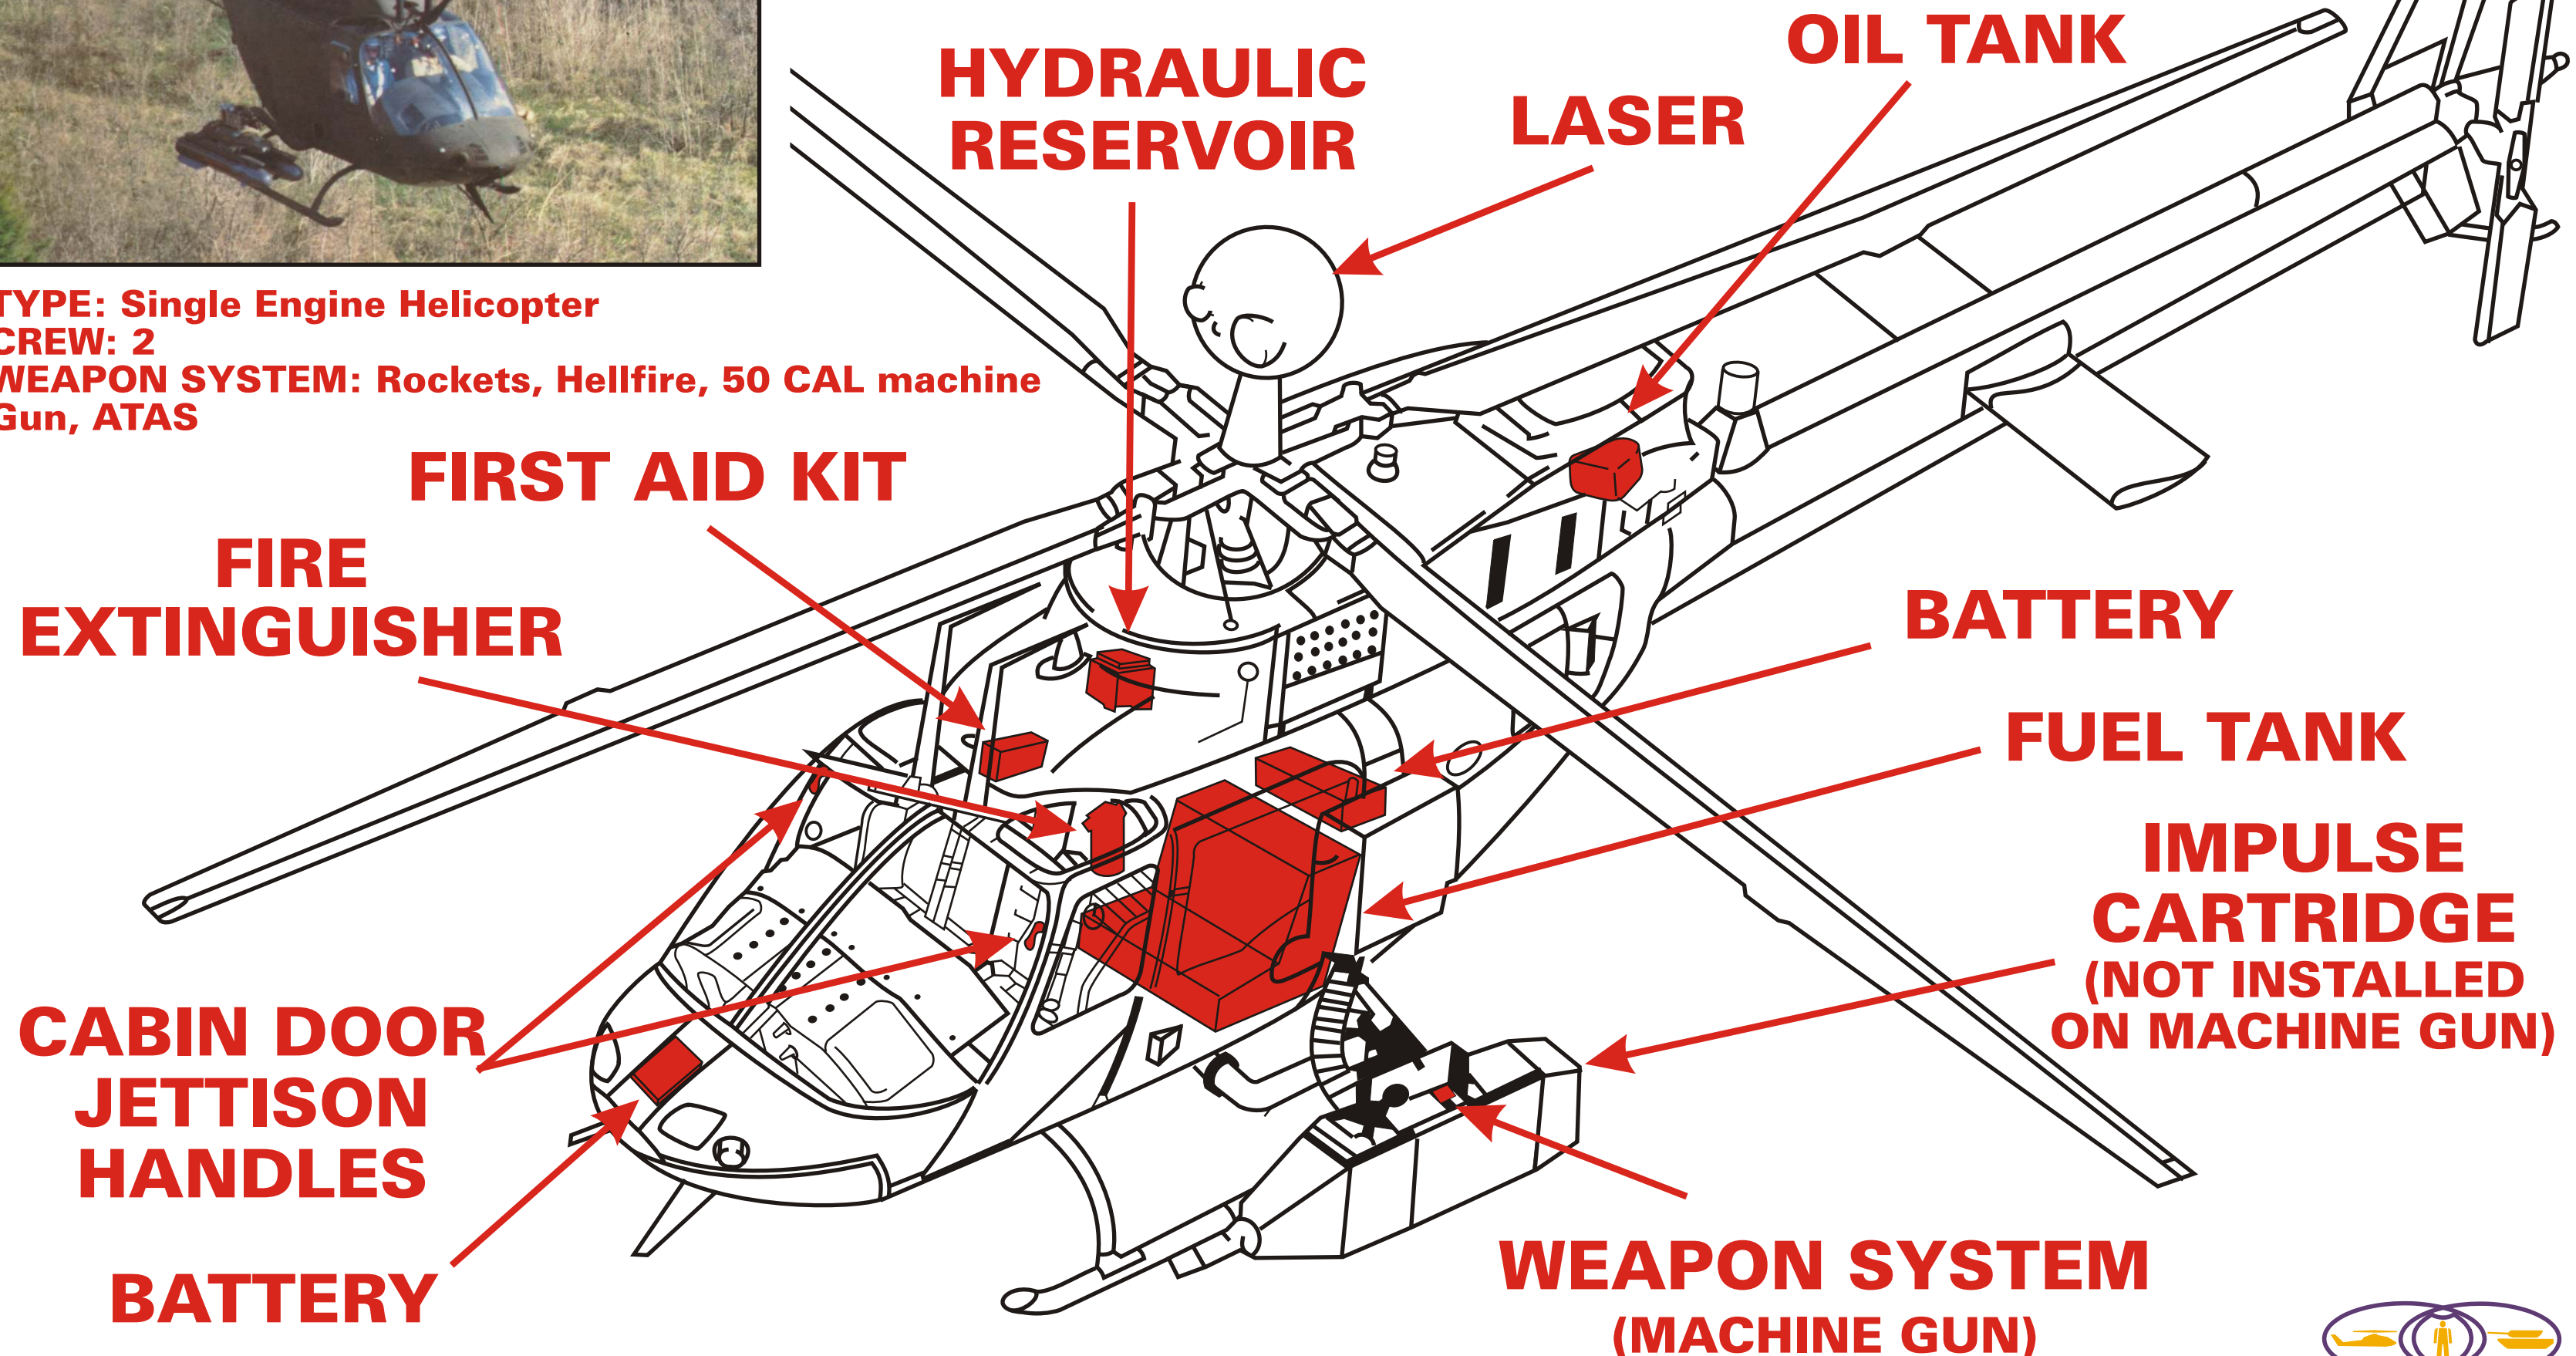 HYDRAULIC
RESERVOIR
LASER
OIL TANK
TYPE: Single Engine Helicopter
CREW: 2
WEAPON SYSTEM: Rockets, Hellfire, 50 CAL machine
Gun, ATAS
FIRST AID KIT
FIRE
EXTINGUISHER
BATTERY
FUEL TANK
IMPULSE
CARTRIDGE
(NOT INSTALLED
ON MACHINE GUN)
CABIN DOOR
JETTISON
HANDLES
BATTERY
WEAPON SYSTEM
(MACHINE GUN)